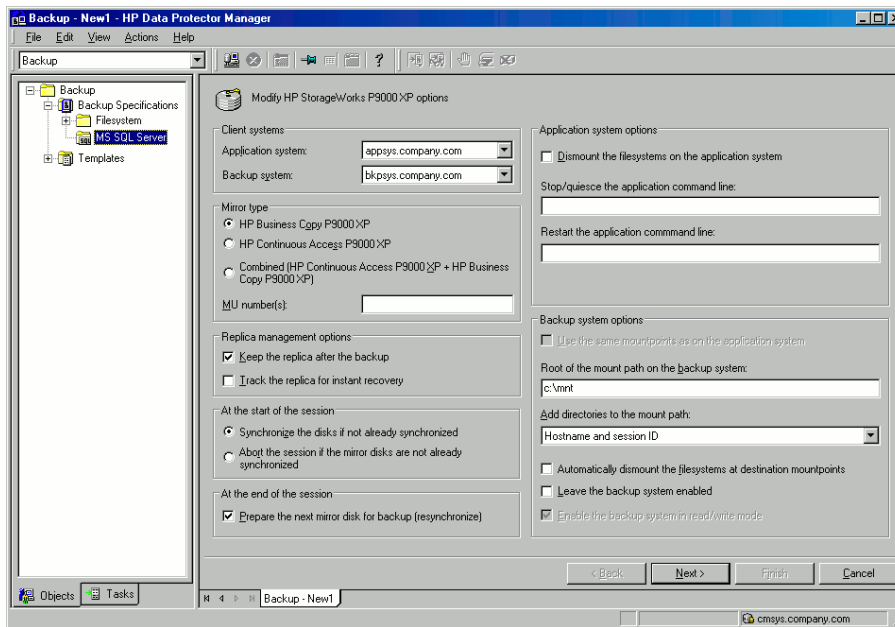 Backup - New1 - HP Data Protector Manager
File Edit View Actions Help
Backup
Backup
Backup Specifications
Filesystem
MS SQL Server
Templates
Modify HP StorageWorks P9000 XP options
Client systems
Application system: appsys.company.com
Backup system: bkpsys.company.com
Mirror type
HP Business Copy P9000 XP
HP Continuous Access P9000 XP
Combined (HP Continuous Access P9000 XP + HP Business
Copy P9000 XP)
MU number(s):
Replica management options
Keep the replica after the backup
Track the replica for instant recovery
At the start of the session
Synchronize the disks if not already synchronized
Abort the session if the mirror disks are not already
synchronized
At the end of the session
Prepare the next mirror disk for backup (resynchronize)
Application system options
Dismount the filesystems on the application system
Stop/quiesce the application command line:
Restart the application commmand line:
Backup system options
Use the same mountpoints as on the application system
Root of the mount path on the backup system:
c:\mnt
Add directories to the mount path:
Hostname and session ID
Automatically dismount the filesystems at destination mountpoints
Leave the backup system enabled
Enable the backup system in read/write mode
< Back Next > Finish Cancel
Objects Tasks
Backup - New1
cmsys.company.com